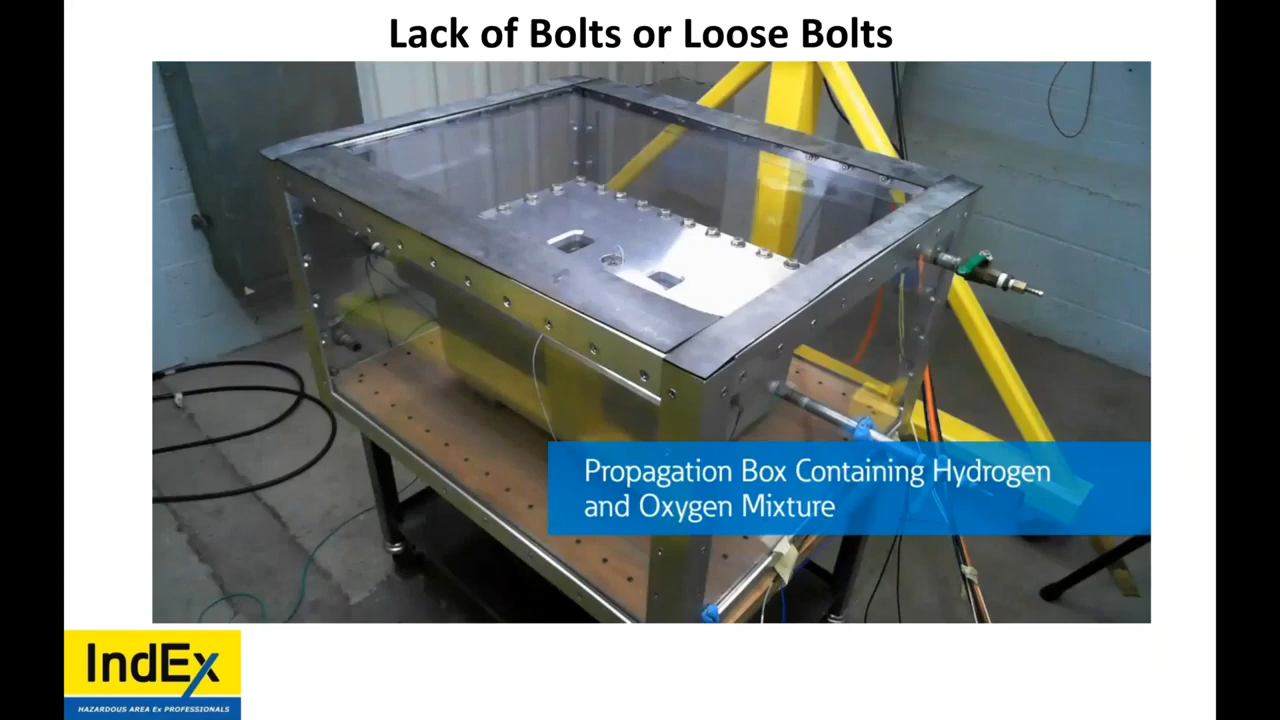 Lack of Bolts or Loose Bolts
Propagation Box Containing Hydrogen
and Oxygen Mixture
IndEx
HAZARDOUS AREA Ex PROFESSIONALS